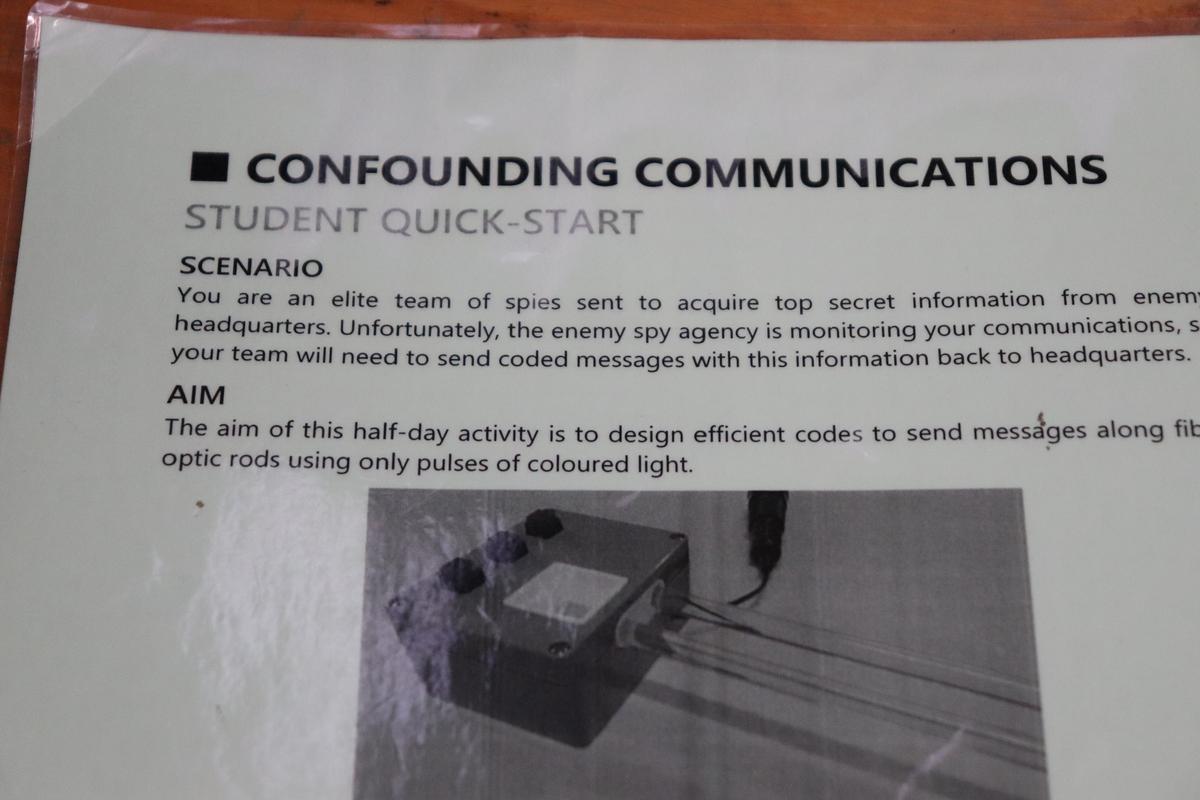 CONFOUNDING COMMUNICATIONS
STUDENT QUICK-START
SCENARIO
You are an elite team of spies sent to acquire top secret information from enemy
headquarters. Unfortunately, the enemy spy agency is monitoring your communications,
your team will need to send coded messages with this information back to headquarters.
AIM
The aim of this half-day activity is to design efficient codes to send messages along
optic rods using only pulses of coloured light.